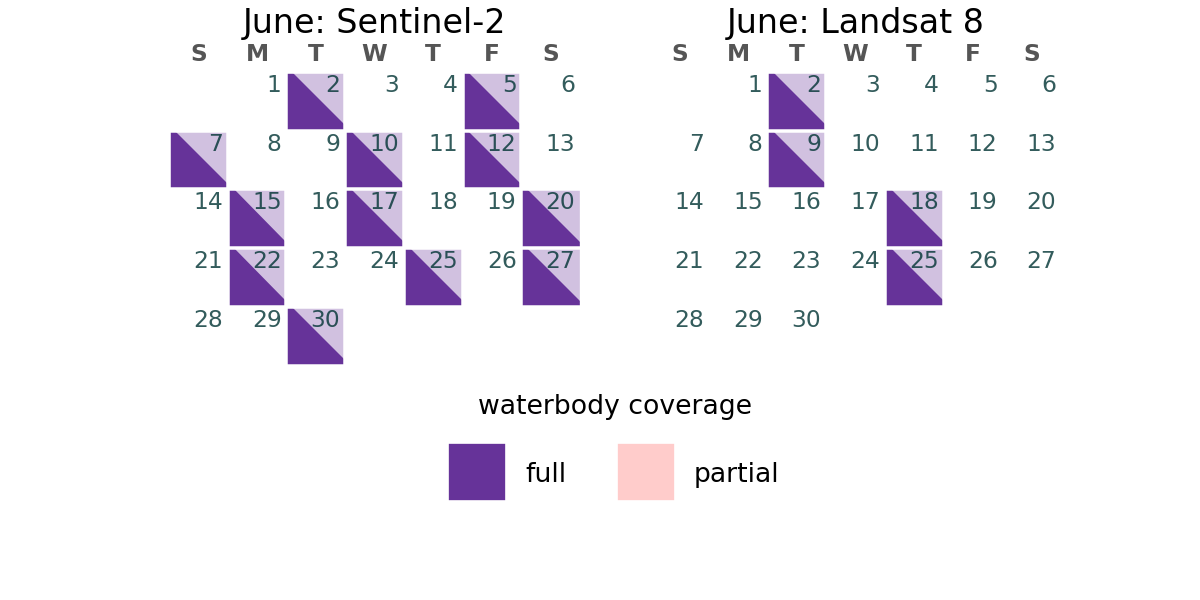 June: Sentinel-2
S M T W T F S
1 2 3 4 5 6
7 8 9 10 11 12 13
14 15 16 17 18 19 20
21 22 23 24 25 26 27
28 29 30
June: Landsat 8
S M T W T F S
1 2 3 4 5 6
7 8 9 10 11 12 13
14 15 16 17 18 19 20
21 22 23 24 25 26 27
28 29 30
waterbody coverage
full partial